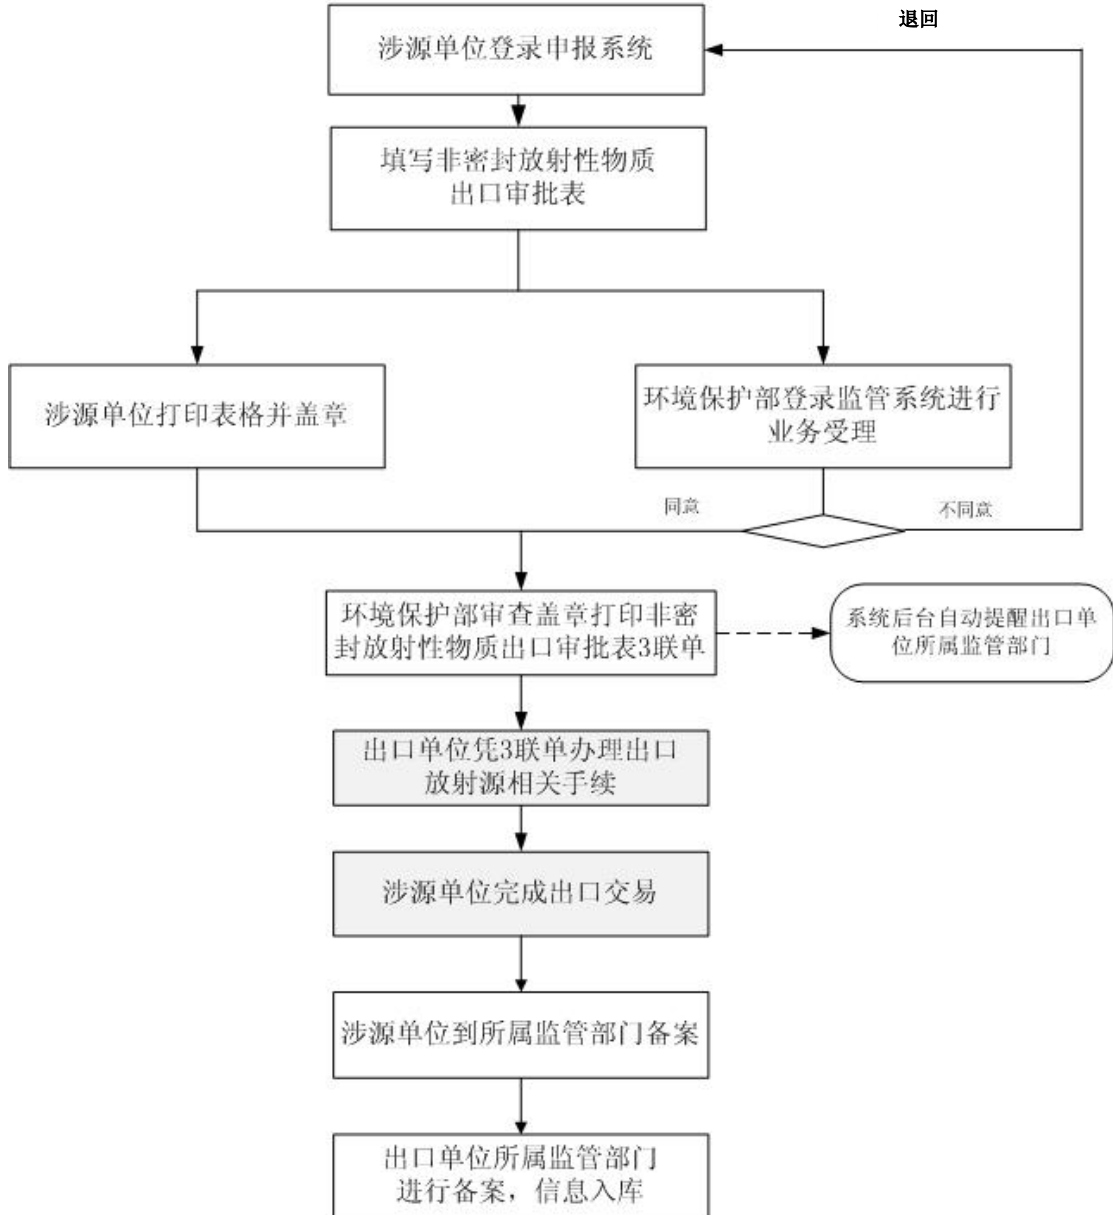 退回
涉源单位登录申报系统
填写非密封放射性物质
出口审批表
涉源单位打印表格并盖章
环境保护部登录监管系统进行
业务受理
同意
不同意
环境保护部审查盖章打印非密
封放射性物质出口审批表3联单
系统后台自动提醒出口单
位所属监管部门
出口单位凭3联单办理出口
放射源相关手续
涉源单位完成出口交易
涉源单位到所属监管部门备案
出口单位所属监管部门
进行备案，信息入库